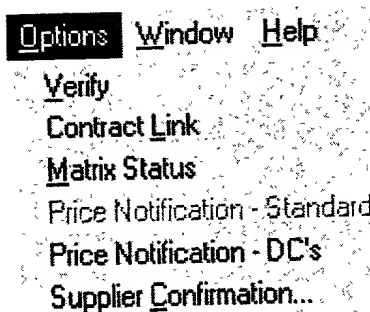 Options Window Help
Verify
Contract Link
Matrix Status
Price Notification - Standard
Price Notification - DC's
Supplier Confirmation...